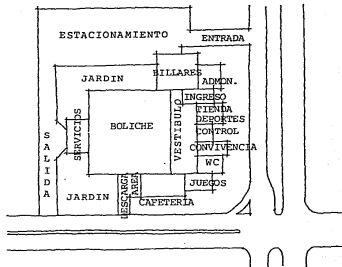 ESTACIONAMIENTO
ENTRADA
JARDIN
BILLARES
ADMON.
INGRESO
TIENDA
DEPORTES
CONTROL
CONVIVENCIA
WC
JUEGOS
SERVICIOS
BOLICHE
VESTIBULO
SALIDA
JARDIN
DESCARGA
AREA
CAFETERIA